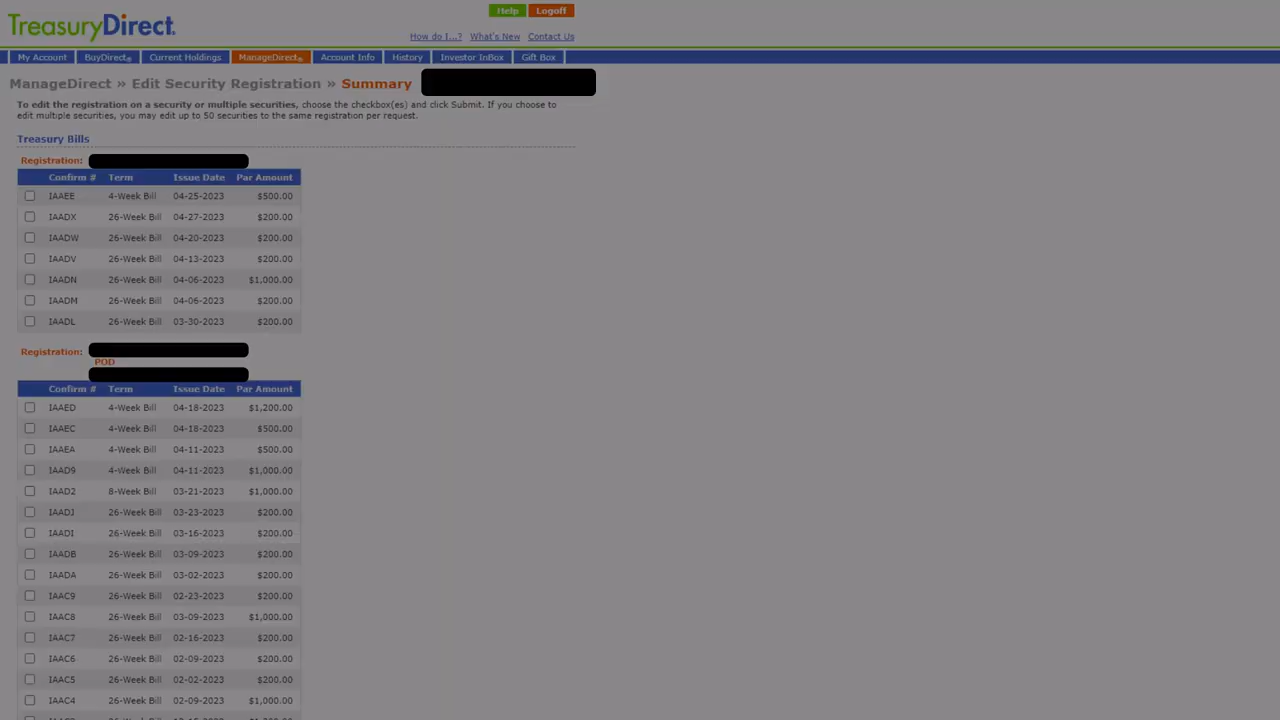 Help Logoff
TreasuryDirect
How do I...? What's New Contact Us
My Account BuyDirect® Current Holdings ManageDirect® Account Info History Investor InBox Gift Box
ManageDirect » Edit Security Registration » Summary
To edit the registration on a security or multiple securities, choose the checkbox(es) and click Submit. If you choose to
edit multiple securities, you may edit up to 50 securities to the same registration per request.
Treasury Bills
Registration:
Confirm # Term Issue Date Par Amount
IAAEE 4-Week Bill 04-25-2023 $500.00
IAADX 26-Week Bill 04-27-2023 $200.00
IAADW 26-Week Bill 04-20-2023 $200.00
IAADV 26-Week Bill 04-13-2023 $200.00
IAADN 26-Week Bill 04-06-2023 $1,000.00
IAADM 26-Week Bill 04-06-2023 $200.00
IAADL 26-Week Bill 03-30-2023 $200.00
Registration:
POD
Confirm # Term Issue Date Par Amount
IAAED 4-Week Bill 04-18-2023 $1,200.00
IAAEC 4-Week Bill 04-18-2023 $500.00
IAAEA 4-Week Bill 04-11-2023 $500.00
IAAD9 4-Week Bill 04-11-2023 $1,000.00
IAAD2 8-Week Bill 03-21-2023 $1,000.00
IAADJ 26-Week Bill 03-23-2023 $200.00
IAADI 26-Week Bill 03-16-2023 $200.00
IAADB 26-Week Bill 03-09-2023 $200.00
IAADA 26-Week Bill 03-02-2023 $200.00
IAAC9 26-Week Bill 02-23-2023 $200.00
IAAC8 26-Week Bill 03-09-2023 $1,000.00
IAAC7 26-Week Bill 02-16-2023 $200.00
IAAC6 26-Week Bill 02-09-2023 $200.00
IAAC5 26-Week Bill 02-02-2023 $200.00
IAAC4 26-Week Bill 02-09-2023 $1,000.00